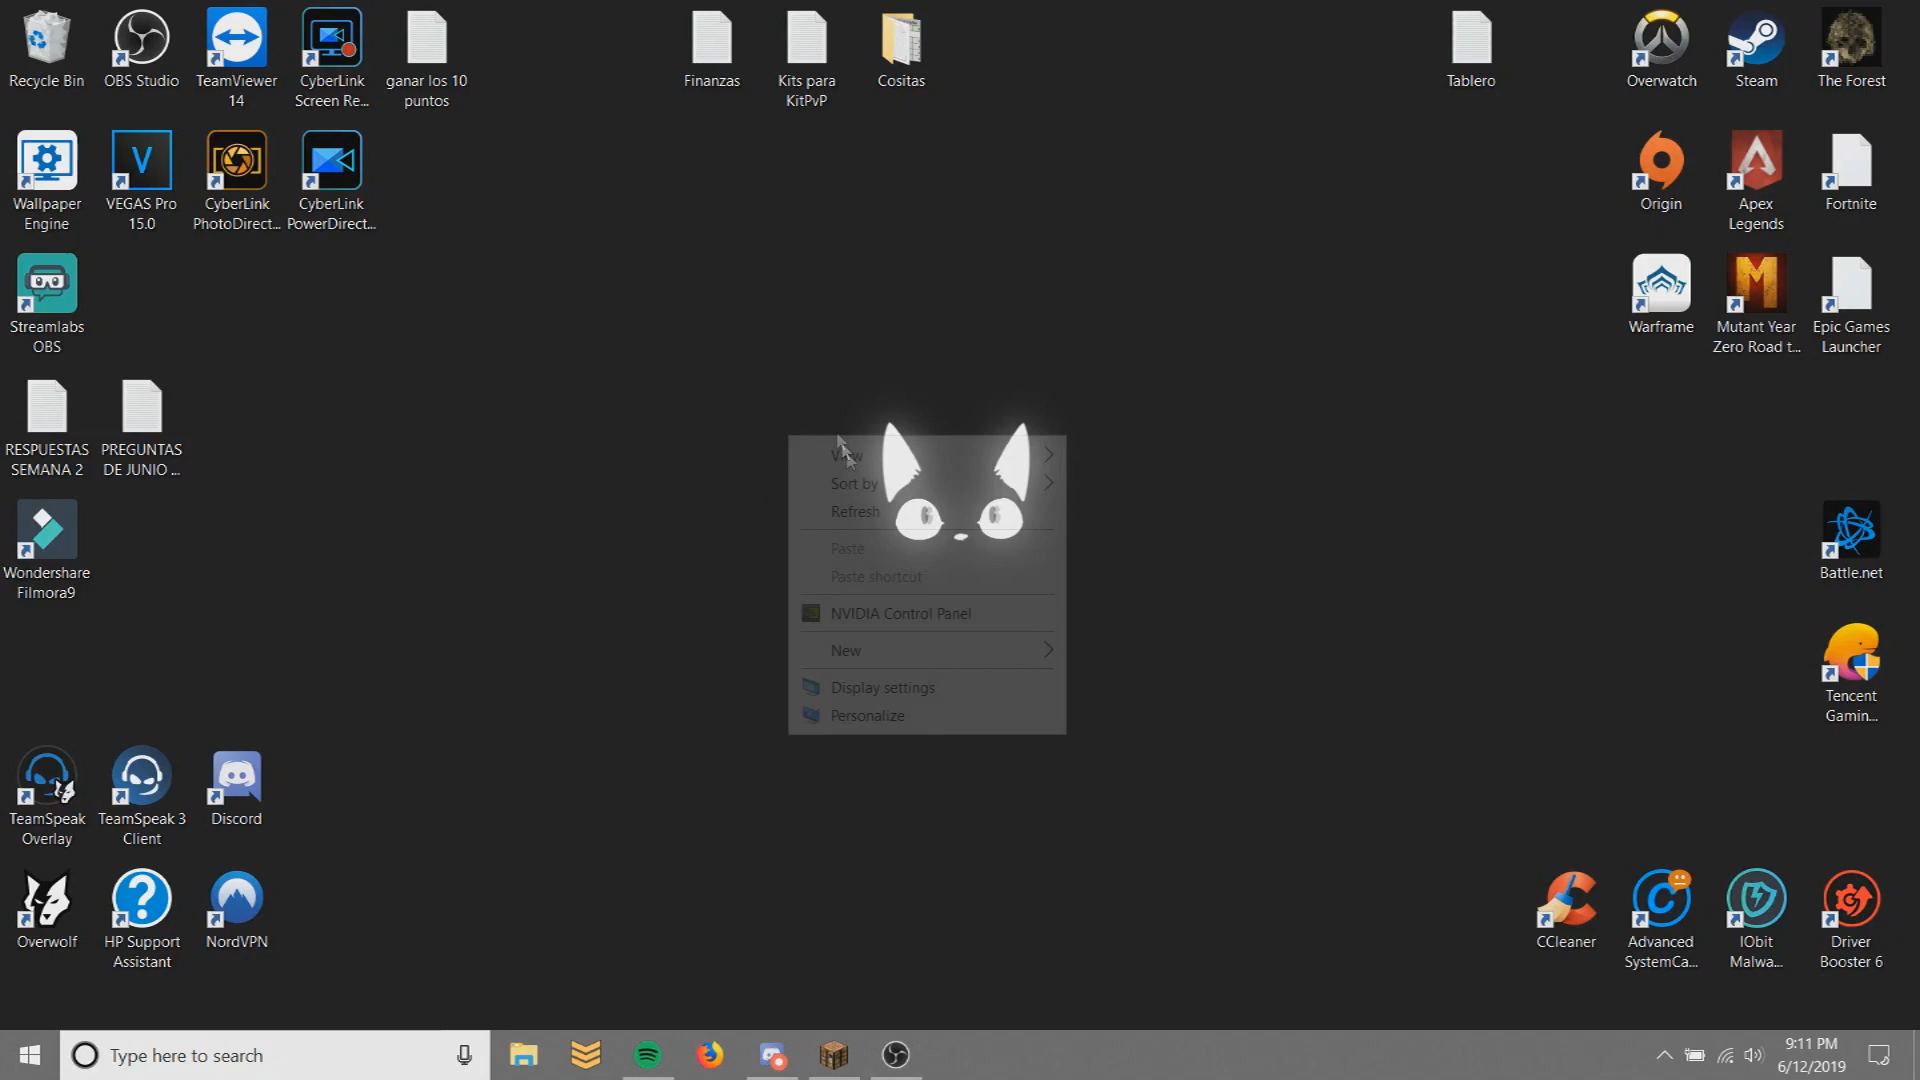 Recycle Bin
OBS Studio
TeamViewer
14
CyberLink
Screen Re...
ganar los 10
puntos
Finanzas
Kits para
KitPvP
Cositas
Tablero
Overwatch
Steam
The Forest
Wallpaper
Engine
VEGAS Pro
15.0
CyberLink
PhotoDirect...
CyberLink
PowerDirect...
Origin
Apex
Legends
Fortnite
Streamlabs
OBS
Warframe
Mutant Year
Zero Road t...
Epic Games
Launcher
RESPUESTAS
SEMANA 2
PREGUNTAS
DE JUNIO ...
View
Sort by
Refresh
Paste
Paste shortcut
NVIDIA Control Panel
New
Display settings
Personalize
Wondershare
Filmora9
Battle.net
Tencent
Gamin...
TeamSpeak
Overlay
TeamSpeak 3
Client
Discord
Overwolf
HP Support
Assistant
NordVPN
CCleaner
Advanced
SystemCa...
IObit
Malwa...
Driver
Booster 6
Type here to search
9:11 PM
6/12/2019